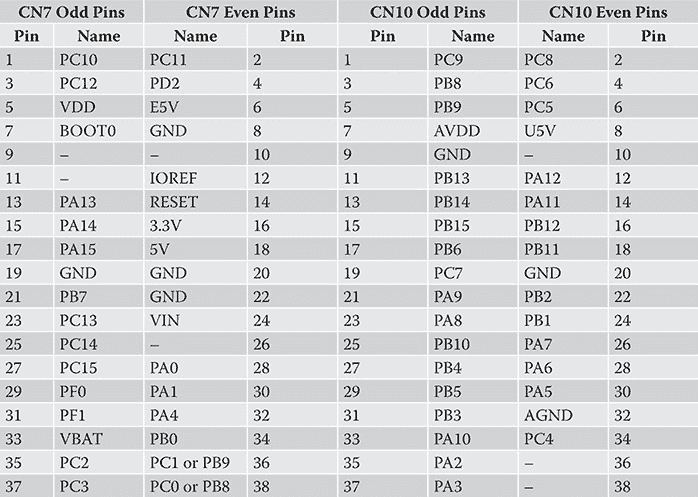 CN7 Odd Pins CN7 Even Pins CN10 Odd Pins CN10 Even Pins
Pin Name Name Pin Pin Name Name Pin
1 PC10 PC11 2 1 PC9 PC8 2
3 PC12 PD2 4 3 PB8 PC6 4
5 VDD E5V 6 5 PB9 PC5 6
7 BOOT0 GND 8 7 AVDD U5V 8
9 – – 10 9 GND – 10
11 – IOREF 12 11 PB13 PA12 12
13 PA13 RESET 14 13 PB14 PA11 14
15 PA14 3.3V 16 15 PB15 PB12 16
17 PA15 5V 18 17 PB6 PB11 18
19 GND GND 20 19 PC7 GND 20
21 PB7 GND 22 21 PA9 PB2 22
23 PC13 VIN 24 23 PA8 PB1 24
25 PC14 – 26 25 PB10 PA7 26
27 PC15 PA0 28 27 PB4 PA6 28
29 PF0 PA1 30 29 PB5 PA5 30
31 PF1 PA4 32 31 PB3 AGND 32
33 VBAT PB0 34 33 PA10 PC4 34
35 PC2 PC1 or PB9 36 35 PA2 – 36
37 PC3 PC0 or PB8 38 37 PA3 – 38